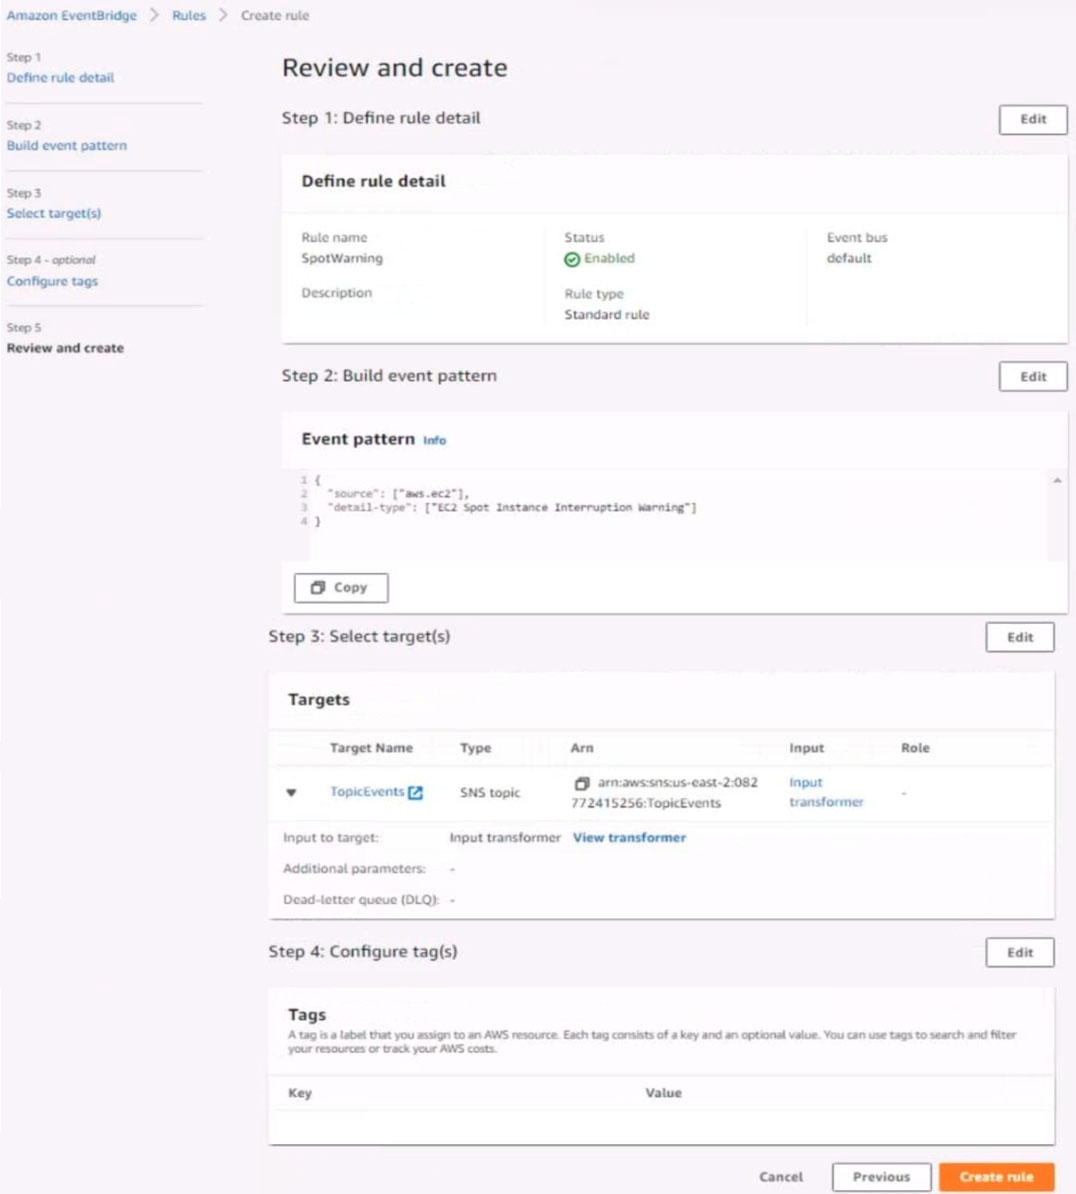 Amazon EventBridge > Rules > Create rule
Step 1
Define rule detail
Step 2
Build event pattern
Step 3
Select target(s)
Step 4 - optional
Configure tags
Step 5
Review and create
Review and create
Step 1: Define rule detail
Edit
Define rule detail
Rule name
SpotWarning
Description
Status
Enabled
Rule type
Standard rule
Event bus
default
Step 2: Build event pattern
Edit
Event pattern Info
1 {
2 "source": ["aws.ec2"],
3 "detail-type": ["EC2 Spot Instance Interruption Warning"]
4 }
Copy
Step 3: Select target(s)
Edit
Targets
Target Name Type Arn Input Role
TopicEvents SNS topic arn:aws:sns:us-east-2:082
772415256:TopicEvents
Input
transformer
-
Input to target: Input transformer View transformer
Additional parameters: -
Dead-letter queue (DLQ): -
Step 4: Configure tag(s)
Edit
Tags
A tag is a label that you assign to an AWS resource. Each tag consists of a key and an optional value. You can use tags to search and filter
your resources or track your AWS costs.
Key Value
Cancel Previous Create rule